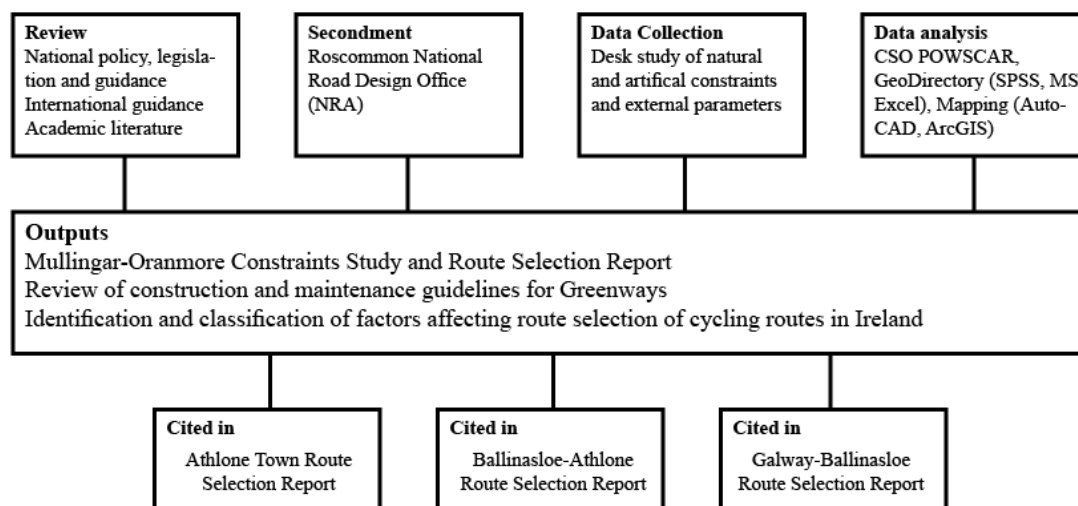 Review
National policy, legisla-
tion and guidance
International guidance
Academic literature
Secondment
Roscommon National
Road Design Office
(NRA)
Data Collection
Desk study of natural
and artifical constraints
and external parameters
Data analysis
CSO POWSCAR,
GeoDirectory (SPSS, MS
Excel), Mapping (Auto-
CAD, ArcGIS)
Outputs
Mullingar-Oranmore Constraints Study and Route Selection Report
Review of construction and maintenance guidelines for Greenways
Identification and classification of factors affecting route selection of cycling routes in Ireland
Cited in
Athlone Town Route
Selection Report
Cited in
Ballinasloe-Athlone
Route Selection Report
Cited in
Galway-Ballinasloe
Route Selection Report